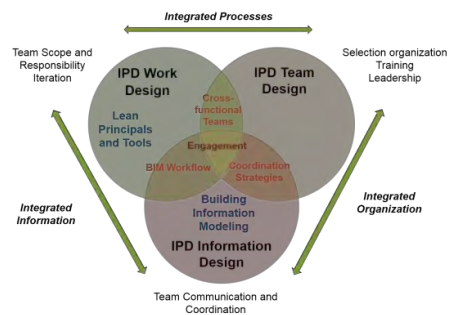 Integrated Processes
Team Scope and
Responsibility
Iteration
Selection organization
Training
Leadership
IPD Work
Design
IPD Team
Design
Cross-
functional
Teams
Lean
Principals
and Tools
Engagement
BIM Workflow
Coordination
Strategies
Integrated
Information
Building
Information
Modeling
Integrated
Organization
IPD Information
Design
Team Communication and
Coordination